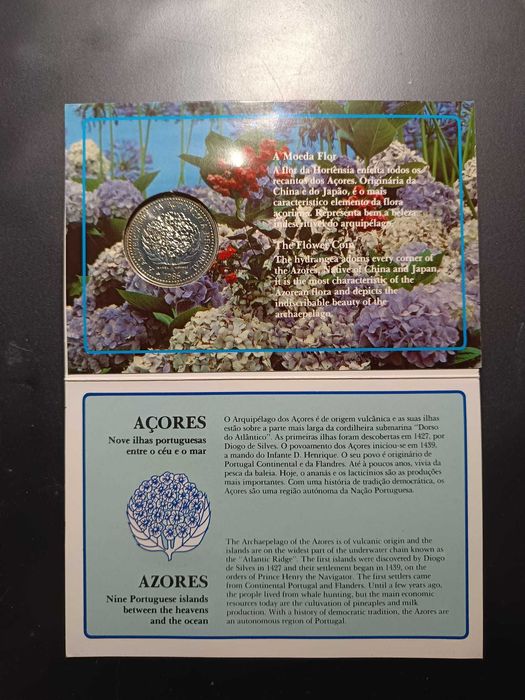 A Moeda Flor
A flor da Hortênsia enfeita todos os
recantos dos Açores. Originária da
China e do Japão, é o mais
característico elemento da flora
açoriana. Representa bem a beleza
indescritível do arquipélago.
The Flower Coin
The hydrangea adorns every corner of
the Azores. Native of China and Japan,
it is the most characteristic of the
Azorean flora and depicts the
indiscribable beauty of the
archaepelago.
AÇORES
Nove ilhas portuguesas
entre o céu e o mar
O Arquipélago dos Açores é de origem vulcânica e as suas ilhas
estão sobre a parte mais larga da cordilheira submarina "Dorso
do Atlântico". As primeiras ilhas foram descobertas em 1427, por
Diogo de Silves. O povoamento dos Açores iniciou-se em 1439,
a mando do Infante D. Henrique. O seu povo é originário de
Portugal Continental e da Flandres. Até à poucos anos, vivia da
pesca da baleia. Hoje, o ananás e os lacticínios são as produções
mais importantes. Com uma história de tradição democrática, os
Açores são uma região autónoma da Nação Portuguesa.
AZORES
Nine Portuguese islands
between the heavens
and the ocean
The Archaepelago of the Azores is of vulcanic origin and the
islands are on the widest part of the underwater chain known as
the "Atlantic Ridge". The first islands were discovered by Diogo
de Silves in 1427 and their settlement began in 1439, on the
orders of Prince Henry the Navigator. The first settlers came
from Continental Portugal and Flanders. Until a few years ago,
the people lived from whale hunting, but the main economic
resources today are the cultivation of pineaples and milk
production. With a history of democratic tradition, the Azores are
an autonomous region of Portugal.